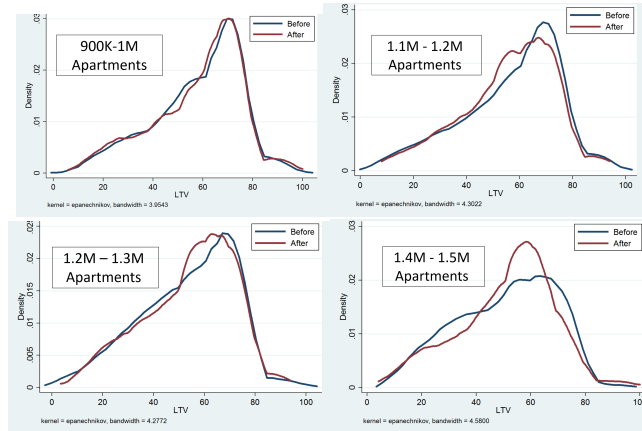 900K-1M
Apartments
Before
After
Density
.03
.02
.01
0
0 20 40 60 80 100
LTV
kernel = epanechnikov, bandwidth = 3.9543
1.1M - 1.2M
Apartments
Before
After
Density
.03
.02
.01
0
0 20 40 60 80 100
LTV
kernel = epanechnikov, bandwidth = 4.3022
1.2M – 1.3M
Apartments
Before
After
Density
.025
.02
.015
.01
.005
0
0 20 40 60 80 100
LTV
kernel = epanechnikov, bandwidth = 4.2772
1.4M - 1.5M
Apartments
Before
After
Density
.03
.02
.01
0
0 20 40 60 80 100
LTV
kernel = epanechnikov, bandwidth = 4.5800